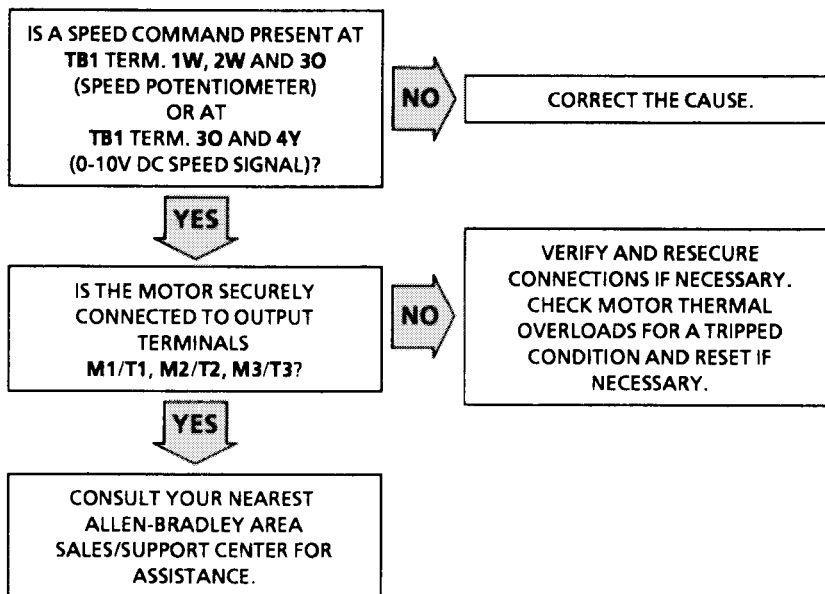 IS A SPEED COMMAND PRESENT AT
TB1 TERM. 1W, 2W AND 3O
(SPEED POTENTIOMETER)
OR AT
TB1 TERM. 3O AND 4Y
(0-10V DC SPEED SIGNAL)?
NO
CORRECT THE CAUSE.
YES
IS THE MOTOR SECURELY
CONNECTED TO OUTPUT
TERMINALS
M1/T1, M2/T2, M3/T3?
NO
VERIFY AND RESECURE
CONNECTIONS IF NECESSARY.
CHECK MOTOR THERMAL
OVERLOADS FOR A TRIPPED
CONDITION AND RESET IF
NECESSARY.
YES
CONSULT YOUR NEAREST
ALLEN-BRADLEY AREA
SALES/SUPPORT CENTER FOR
ASSISTANCE.